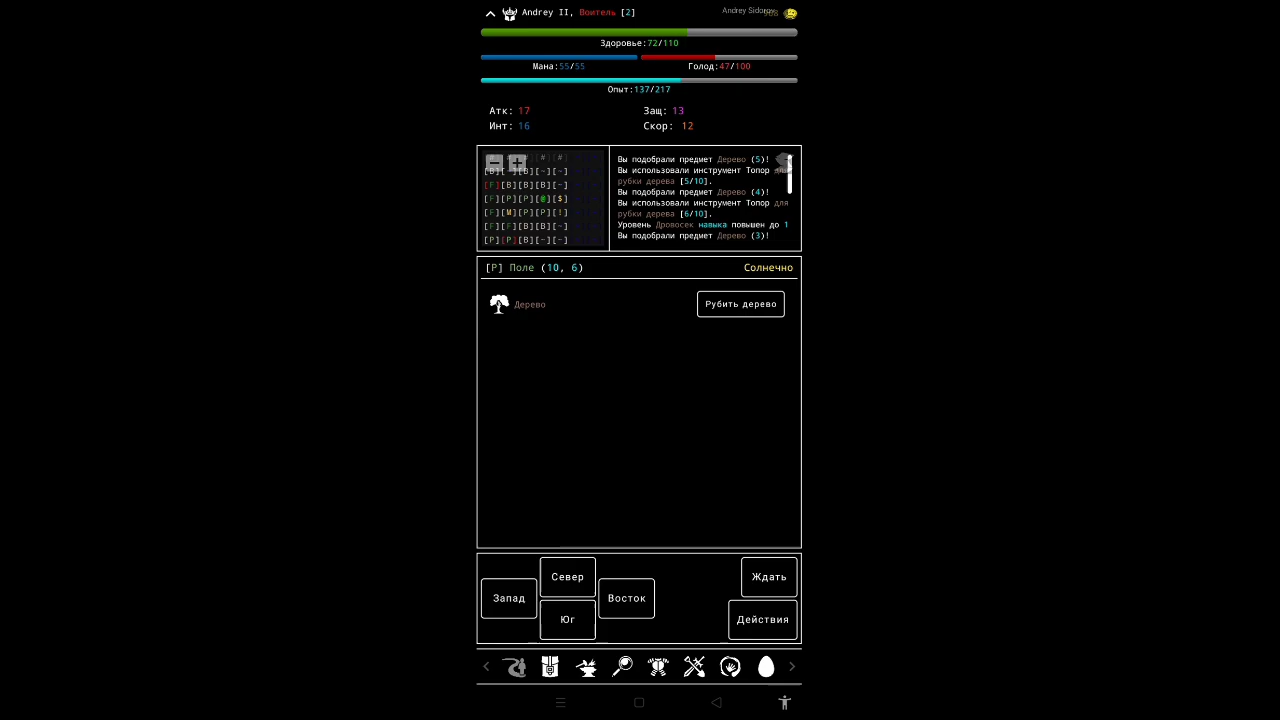 Andrey II, Воитель [2]
Andrey Sidorov
Здоровье:72/110
Мана:55/55
Голод:47/100
Опыт:137/217
Атк: 17
Защ: 13
Инт: 16
Скор: 12
[~][~]
[F][B][B][B][~]
[F][P][P][@][$]
[F][M][P][P][!]
[F][F][B][B][~]
[P][P][B][~][~]
Вы подобрали предмет Дерево (5)!
Вы использовали инструмент Топор для
рубки дерева [5/10].
Вы подобрали предмет Дерево (4)!
Вы использовали инструмент Топор для
рубки дерева [6/10].
Уровень Дровосек навыка повышен до 1
Вы подобрали предмет Дерево (3)!
[P] Поле (10, 6)
Солнечно
Дерево
Рубить дерево
Север
Ждать
Запад
Восток
Юг
Действия